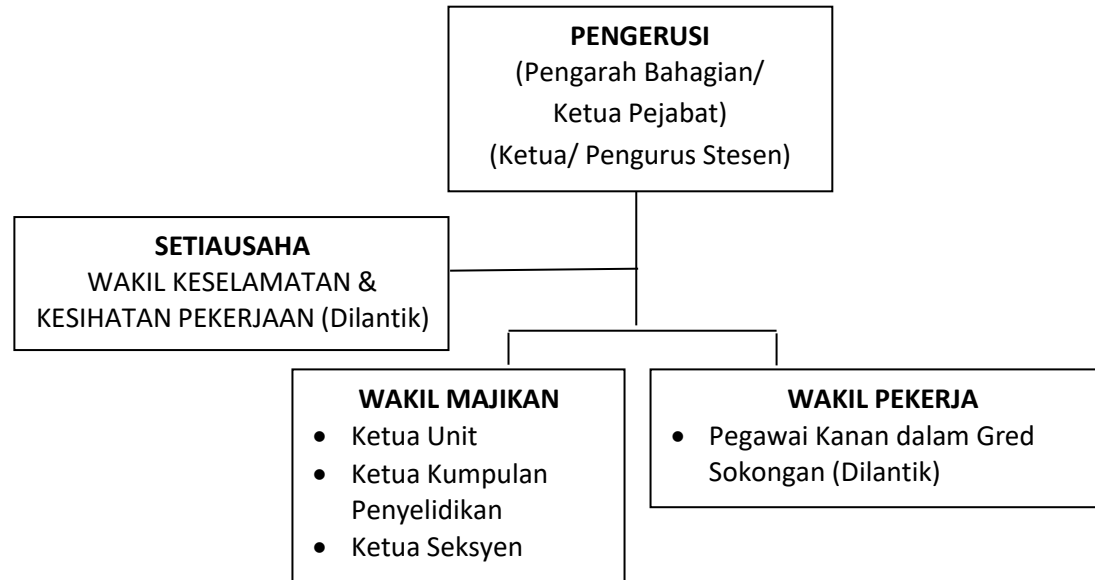 PENGERUSI
(Pengarah Bahagian/
Ketua Pejabat)
(Ketua/ Pengurus Stesen)
SETIAUSAHA
WAKIL KESELAMATAN &
KESIHATAN PEKERJAAN (Dilantik)
WAKIL MAJIKAN
• Ketua Unit
• Ketua Kumpulan
Penyelidikan
• Ketua Seksyen
WAKIL PEKERJA
• Pegawai Kanan dalam Gred
Sokongan (Dilantik)